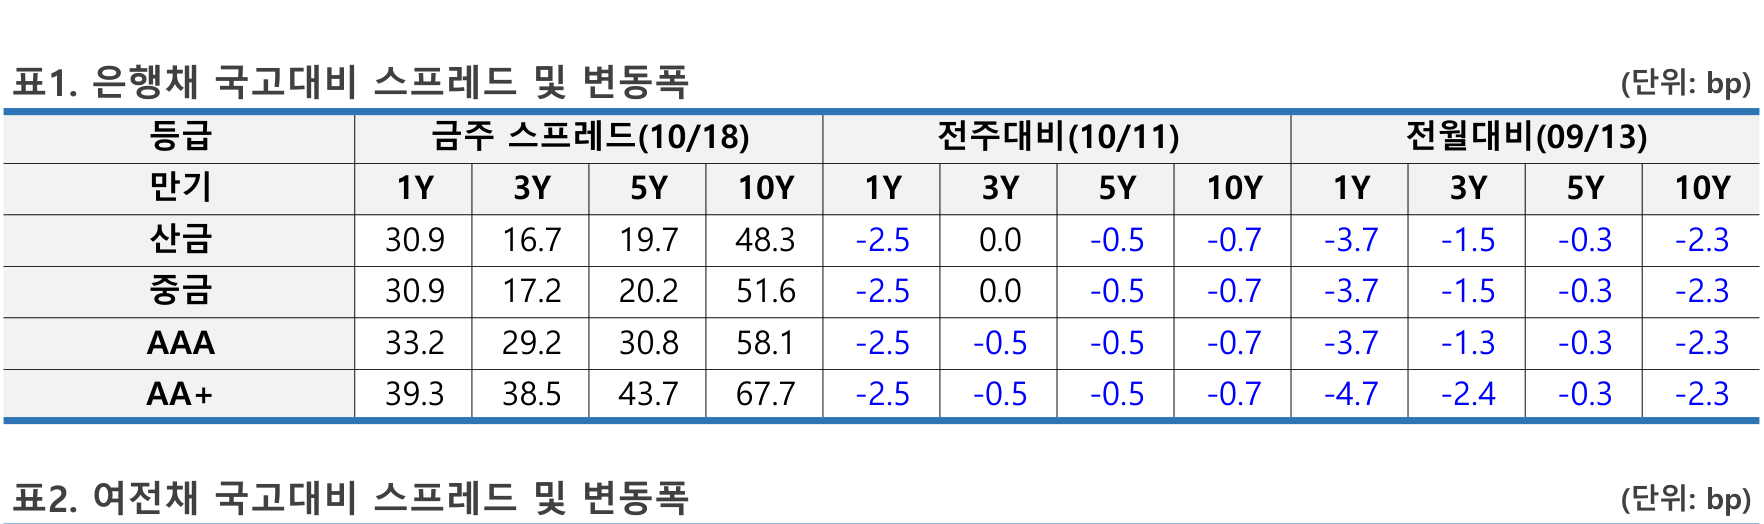 표1. 은행채 국고대비 스프레드 및 변동폭 (단위: bp)
등급 금주 스프레드(10/18) 전주대비(10/11) 전월대비(09/13)
만기 1Y 3Y 5Y 10Y 1Y 3Y 5Y 10Y 1Y 3Y 5Y 10Y
산금 30.9 16.7 19.7 48.3 -2.5 0.0 -0.5 -0.7 -3.7 -1.5 -0.3 -2.3
중금 30.9 17.2 20.2 51.6 -2.5 0.0 -0.5 -0.7 -3.7 -1.5 -0.3 -2.3
AAA 33.2 29.2 30.8 58.1 -2.5 -0.5 -0.5 -0.7 -3.7 -1.3 -0.3 -2.3
AA+ 39.3 38.5 43.7 67.7 -2.5 -0.5 -0.5 -0.7 -4.7 -2.4 -0.3 -2.3
표2. 여전채 국고대비 스프레드 및 변동폭 (단위: bp)